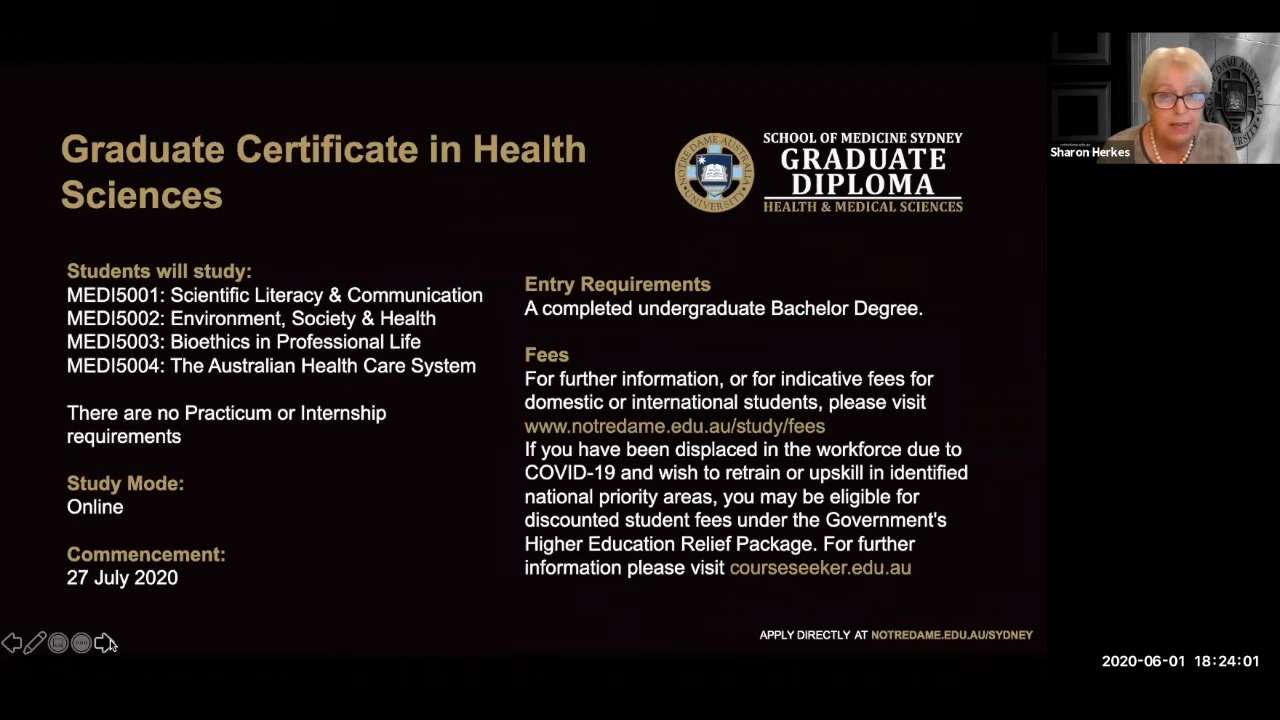 Graduate Certificate in Health
Sciences
NOTRE DAME AUSTRALIA
UNIVERSITY
SCHOOL OF MEDICINE SYDNEY
GRADUATE
DIPLOMA
HEALTH & MEDICAL SCIENCES
Students will study:
MEDI5001: Scientific Literacy & Communication
MEDI5002: Environment, Society & Health
MEDI5003: Bioethics in Professional Life
MEDI5004: The Australian Health Care System
There are no Practicum or Internship
requirements
Study Mode:
Online
Commencement:
27 July 2020
Entry Requirements
A completed undergraduate Bachelor Degree.
Fees
For further information, or for indicative fees for
domestic or international students, please visit
www.notredame.edu.au/study/fees
If you have been displaced in the workforce due to
COVID-19 and wish to retrain or upskill in identified
national priority areas, you may be eligible for
discounted student fees under the Government's
Higher Education Relief Package. For further
information please visit courseseeker.edu.au
APPLY DIRECTLY AT NOTREDAME.EDU.AU/SYDNEY
Sharon Herkes
2020-06-01 18:24:01